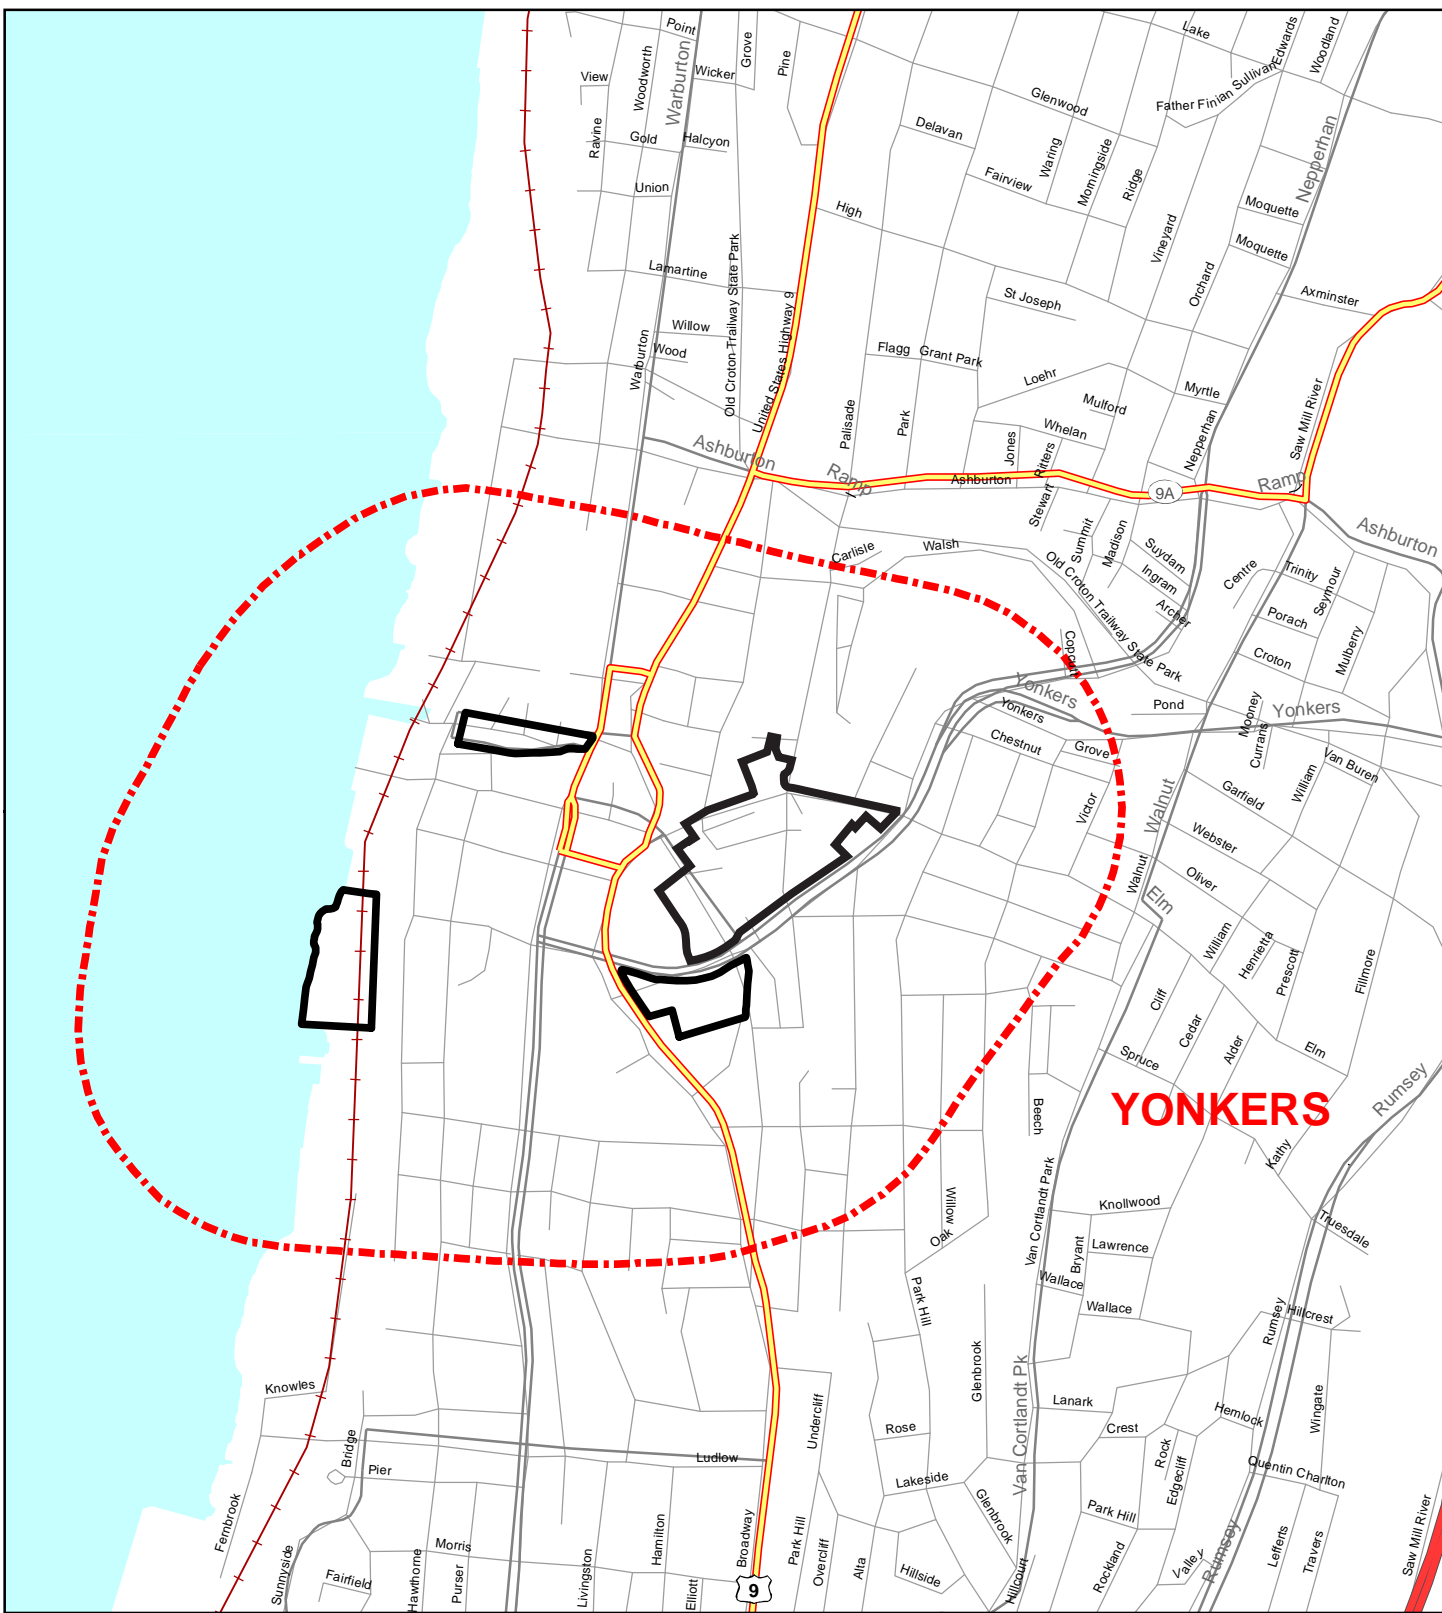 Point
Grove
Pine
Lake
Edwards
Woodland
View
Woodworth
Warburton
Wicker
Glenwood
Father Finian Sullivan
Ravine
Gold
Halcyon
Delavan
Waring
Morningside
Nepperhan
Union
Fairview
Ridge
High
Vineyard
Moquette
Moquette
Lamartine
Old Croton Trailway State Park
United States Highway 9
St Joseph
Orchard
Axminster
Willow
Wood
Warburton
Flagg
Grant Park
Loehr
Myrtle
Mulford
Saw Mill River
Palisade
Park
Jones
Whelan
Ritters
Nepperhan
Ashburton
Ramp
Ashburton
9A
Ramp
Stewart
Ashburton
Carlisle
Walsh
Summit
Madison
Suydam
Ingram
Archer
Centre
Trinity
Seymour
Old Croton Trailway State Park
Porach
Croton
Mulberry
Copcutt
Yonkers
Yonkers
Pond
Mooney
Currans
Yonkers
Chestnut
Grove
Van Buren
William
Victor
Walnut
Garfield
Webster
Walnut
Elm
Oliver
William
Henrietta
Prescott
Fillmore
Cliff
Cedar
Alder
Elm
Spruce
Rumsey
YONKERS
Beech
Kathy
Van Cortlandt Park
Willow
Oak
Knollwood
Truesdale
Bryant
Lawrence
Wallace
Wallace
Park Hill
Rumsey
Hillcrest
Glenbrook
Knowles
Undercliff
Van Cortlandt Pk
Lanark
Hemlock
Wingate
Rose
Crest
Bridge
Pier
Ludlow
Rock
Edgecliff
Quentin Charlton
Lakeside
Glenbrook
Park Hill
Fernbrook
Saw Mill River
Sunnyside
Morris
Fairfield
Hawthorne
Purser
Livingston
Hamilton
Elliott
Broadway
9
Park Hill
Overcliff
Alta
Hillside
Hillcourt
Rockland
Valley
Rumsey
Lefferts
Travers